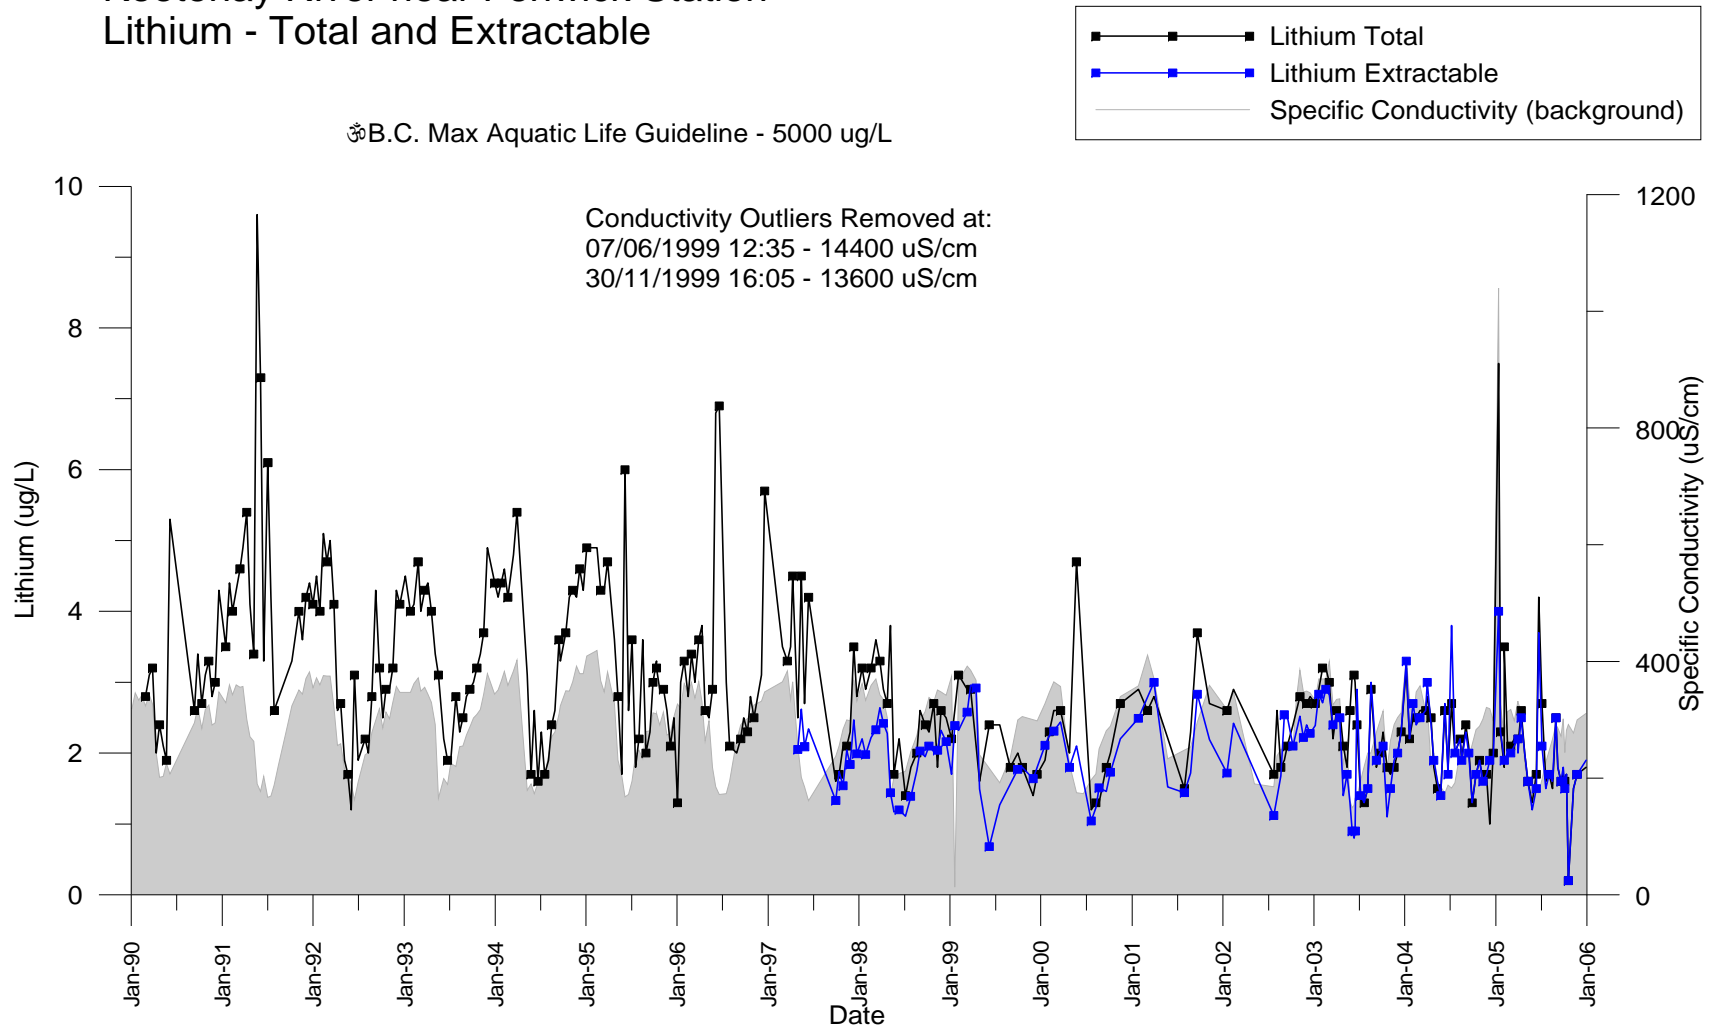 Lithium - Total and Extractable
Lithium Total
Lithium Extractable
Specific Conductivity (background)
ॐB.C. Max Aquatic Life Guideline - 5000 ug/L
Conductivity Outliers Removed at:
07/06/1999 12:35 - 14400 uS/cm
30/11/1999 16:05 - 13600 uS/cm
10
8
6
4
2
0
Lithium (ug/L)
1200
800
400
0
Specific Conductivity (uS/cm)
Jan-90
Jan-91
Jan-92
Jan-93
Jan-94
Jan-95
Jan-96
Jan-97
Jan-98
Jan-99
Jan-00
Jan-01
Jan-02
Jan-03
Jan-04
Jan-05
Jan-06
Date